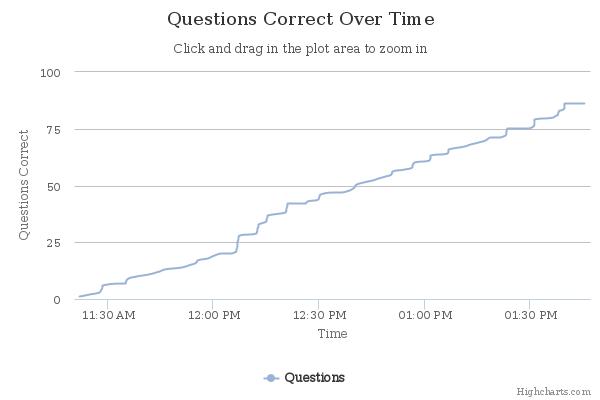 Questions Correct Over Time
Click and drag in the plot area to zoom in
Questions Correct
100
75
50
25
0
11:30 AM 12:00 PM 12:30 PM 01:00 PM 01:30 PM
Time
Questions
Highcharts.com